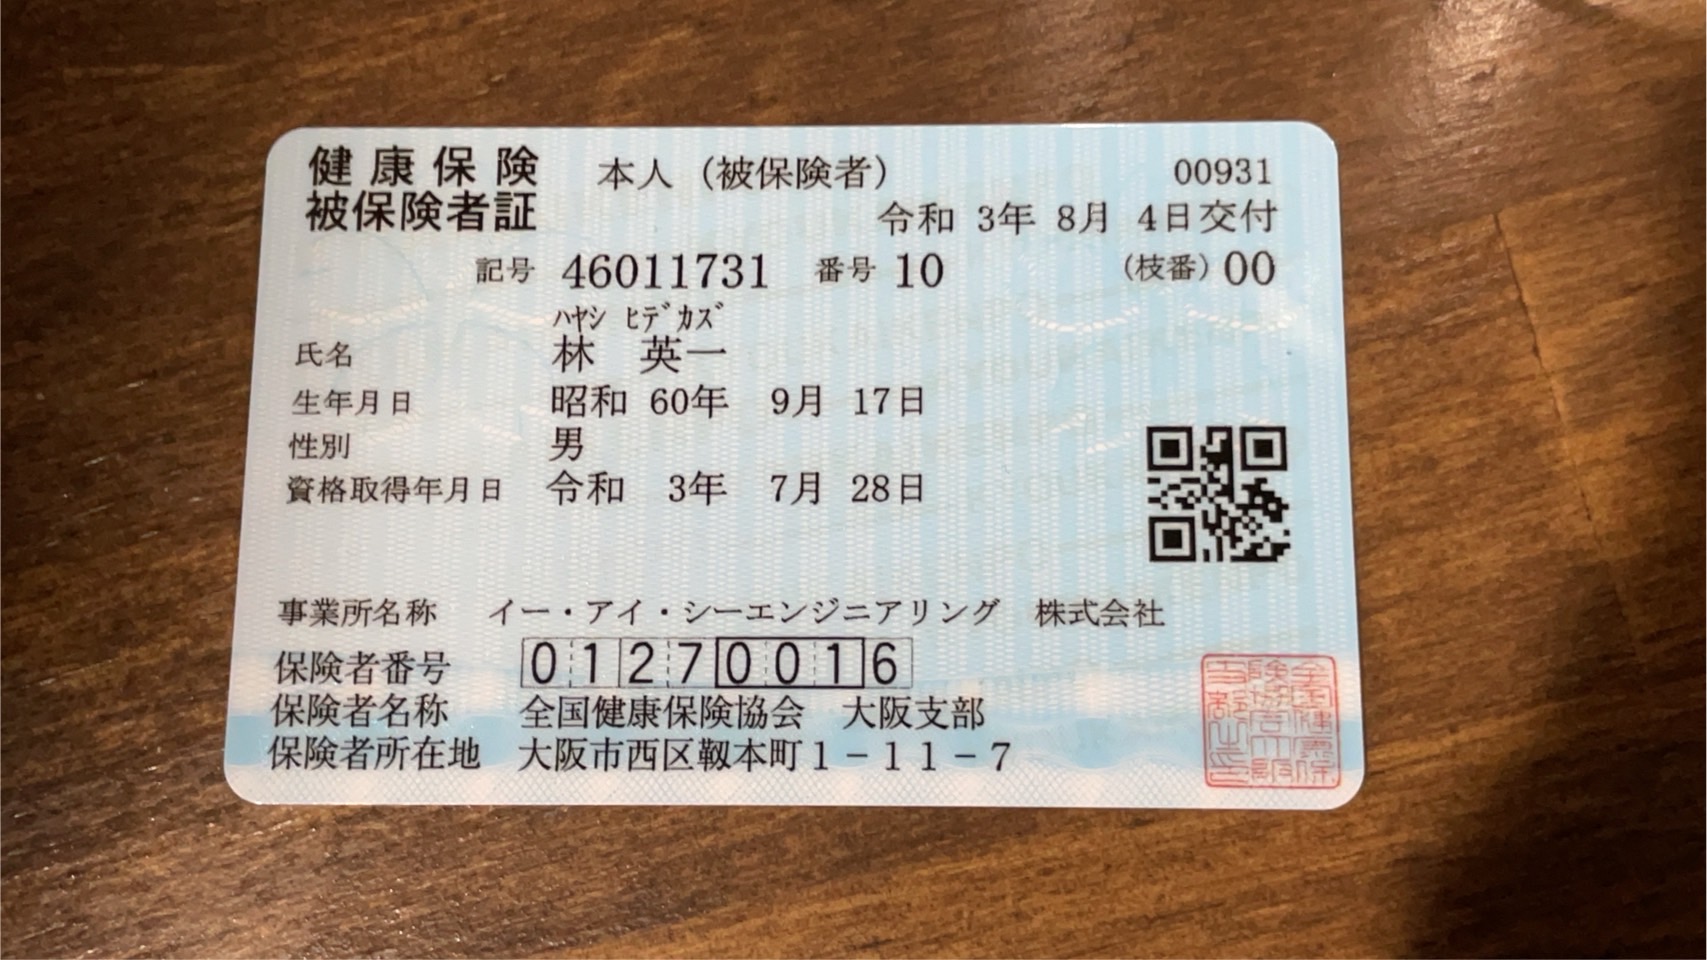 健康保険 本人（被保険者） 00931
被保険者証 令和 3年 8月 4日交付
記号 46011731 番号 10 （枝番）00
ﾊﾔｼ ﾋﾃﾞｶｽﾞ
氏名 林 英一
生年月日 昭和 60年 9月 17日
性別 男
資格取得年月日 令和 3年 7月 28日
事業所名称 イー・アイ・シーエンジニアリング 株式会社
保険者番号 01270016
保険者名称 全国健康保険協会 大阪支部
保険者所在地 大阪市西区靱本町１－１１－７